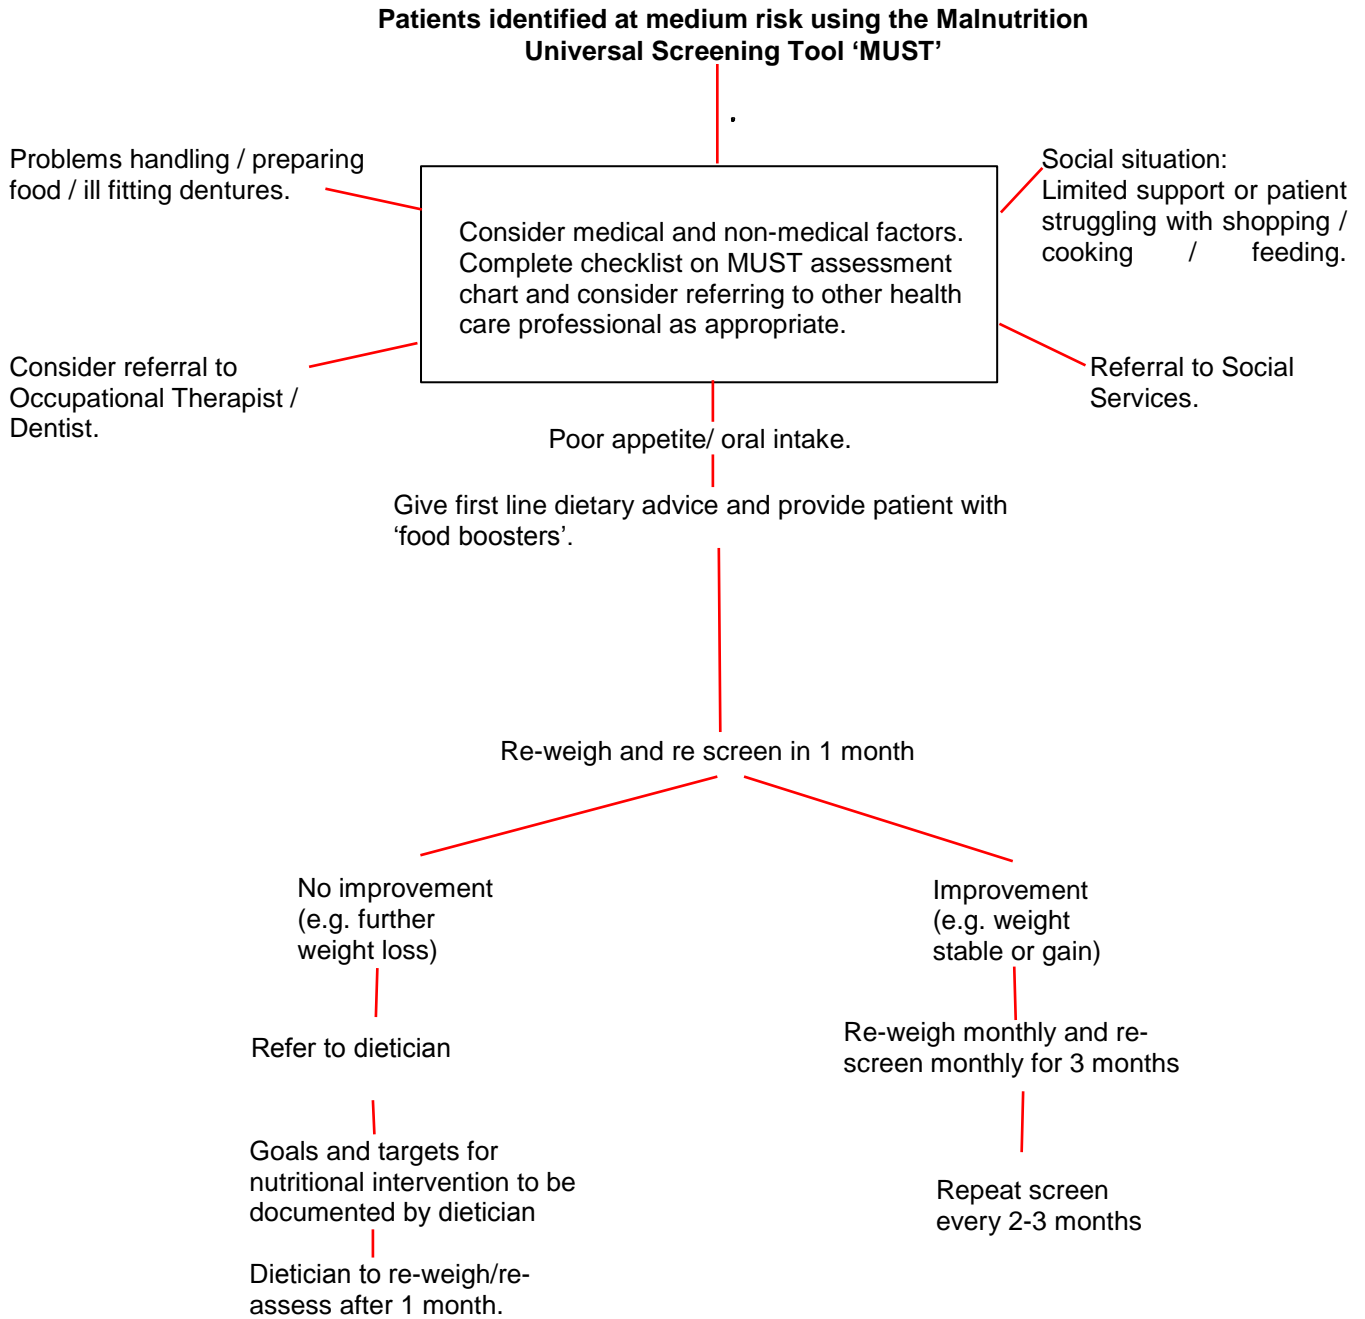 Patients identified at medium risk using the Malnutrition
Universal Screening Tool ‘MUST’
.
Problems handling / preparing
food / ill fitting dentures.
Social situation:
Limited support or patient
struggling with shopping /
cooking / feeding.
Consider medical and non-medical factors.
Complete checklist on MUST assessment
chart and consider referring to other health
care professional as appropriate.
Consider referral to
Occupational Therapist /
Dentist.
Referral to Social
Services.
Poor appetite/ oral intake.
Give first line dietary advice and provide patient with
‘food boosters’.
Re-weigh and re screen in 1 month
No improvement
(e.g. further
weight loss)
Improvement
(e.g. weight
stable or gain)
Refer to dietician
Re-weigh monthly and re-
screen monthly for 3 months
Goals and targets for
nutritional intervention to be
documented by dietician
Repeat screen
every 2-3 months
Dietician to re-weigh/re-
assess after 1 month.